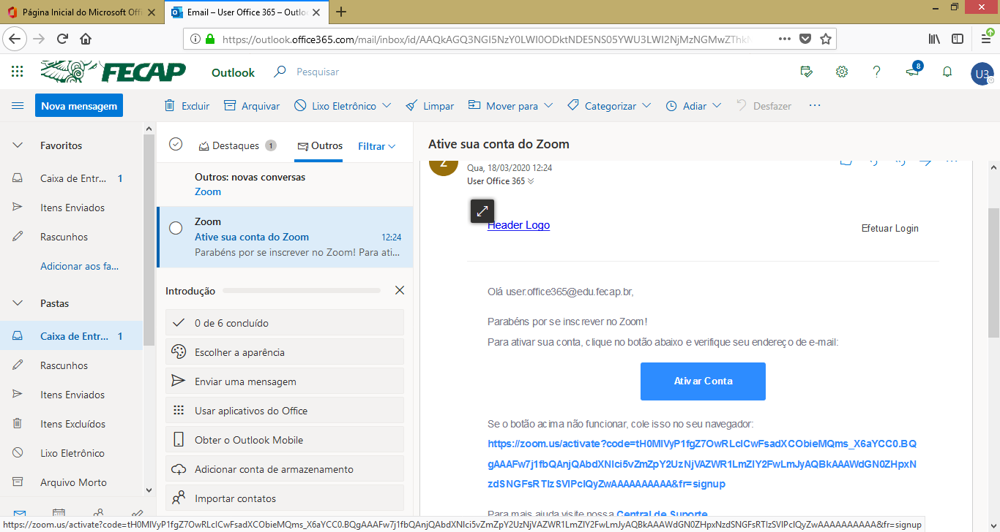 Página Inicial do Microsoft Offi
Email – User Office 365 – Outlo
https://outlook.office365.com/mail/inbox/id/AAQkAGQ3NGI5NzY0LWI0ODktNDE5NS05YWU3LWI2NjMzNGMwZThkN
FECAP
Outlook
Pesquisar
8
U3
Nova mensagem
Excluir
Arquivar
Lixo Eletrônico
Limpar
Mover para
Categorizar
Adiar
Desfazer
Favoritos
Caixa de Entr... 1
Itens Enviados
Rascunhos
Adicionar aos fa...
Pastas
Caixa de Entr... 1
Rascunhos
Itens Enviados
Itens Excluídos
Lixo Eletrônico
Arquivo Morto
Destaques 1
Outros
Filtrar
Outros: novas conversas
Zoom
Zoom
Ative sua conta do Zoom 12:24
Parabéns por se inscrever no Zoom! Para ati...
Introdução
0 de 6 concluído
Escolher a aparência
Enviar uma mensagem
Usar aplicativos do Office
Obter o Outlook Mobile
Adicionar conta de armazenamento
Importar contatos
Ative sua conta do Zoom
Z
Qua, 18/03/2020 12:24
User Office 365
Header Logo
Efetuar Login
Olá user.office365@edu.fecap.br,
Parabéns por se inscrever no Zoom!
Para ativar sua conta, clique no botão abaixo e verifique seu endereço de e-mail:
Ativar Conta
Se o botão acima não funcionar, cole isso no seu navegador:
https://zoom.us/activate?code=tH0MIVyP1fgZ7OwRLcICwFsadXCObieMQms_X6aYCC0.BQ
gAAAFw7j1fbQAnjQAbdXNlci5vZmZpY2UzNjVAZWR1LmZlY2FwLmJyAQBkAAAWdGN0ZHpxN
zdSNGFsRTlzSVlPclQyZwAAAAAAAAAA&fr=signup
Para mais ajuda visite nossa Central de Suporte
https://zoom.us/activate?code=tH0MIVyP1fgZ7OwRLcICwFsadXCObieMQms_X6aYCC0.BQgAAAFw7j1fbQAnjQAbdXNlci5vZmZpY2UzNjVAZWR1LmZlY2FwLmJyAQBkAAAWdGN0ZHpxNzdSNGFsRTlzSVlPclQyZwAAAAAAAAAA&fr=signup